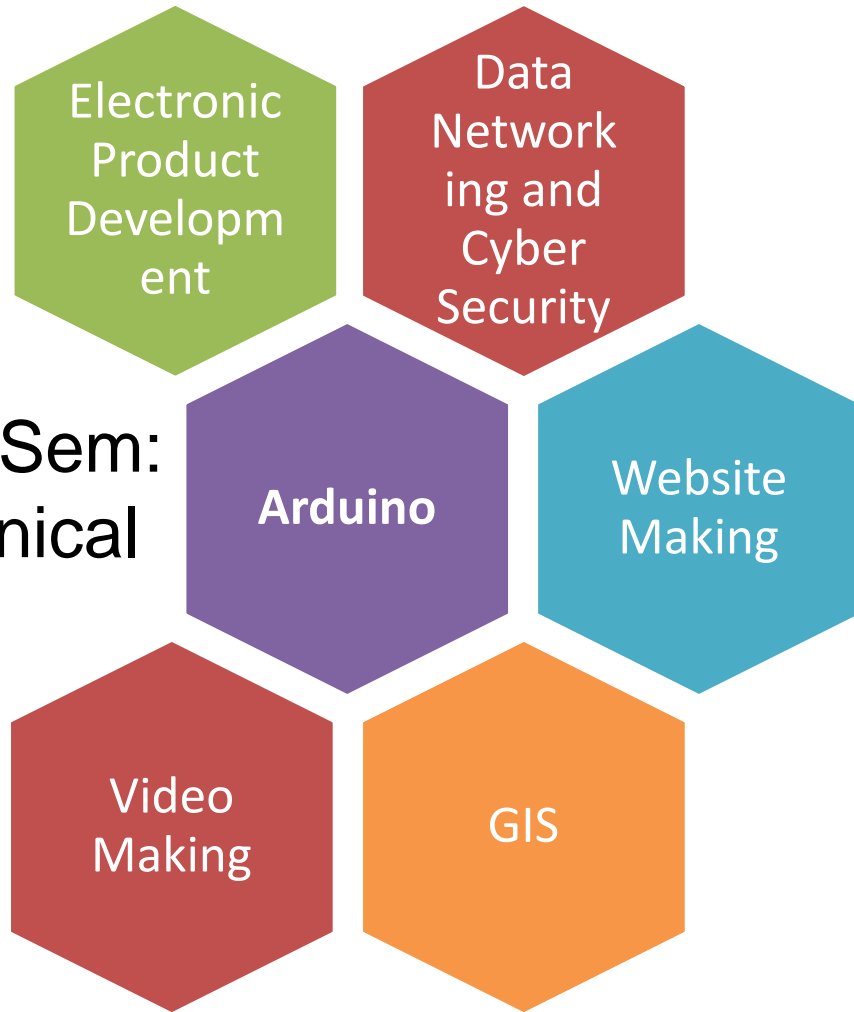 Electronic
Product
Developm
ent
Data
Network
ing and
Cyber
Security
Sem:
nical
Arduino
Website
Making
Video
Making
GIS